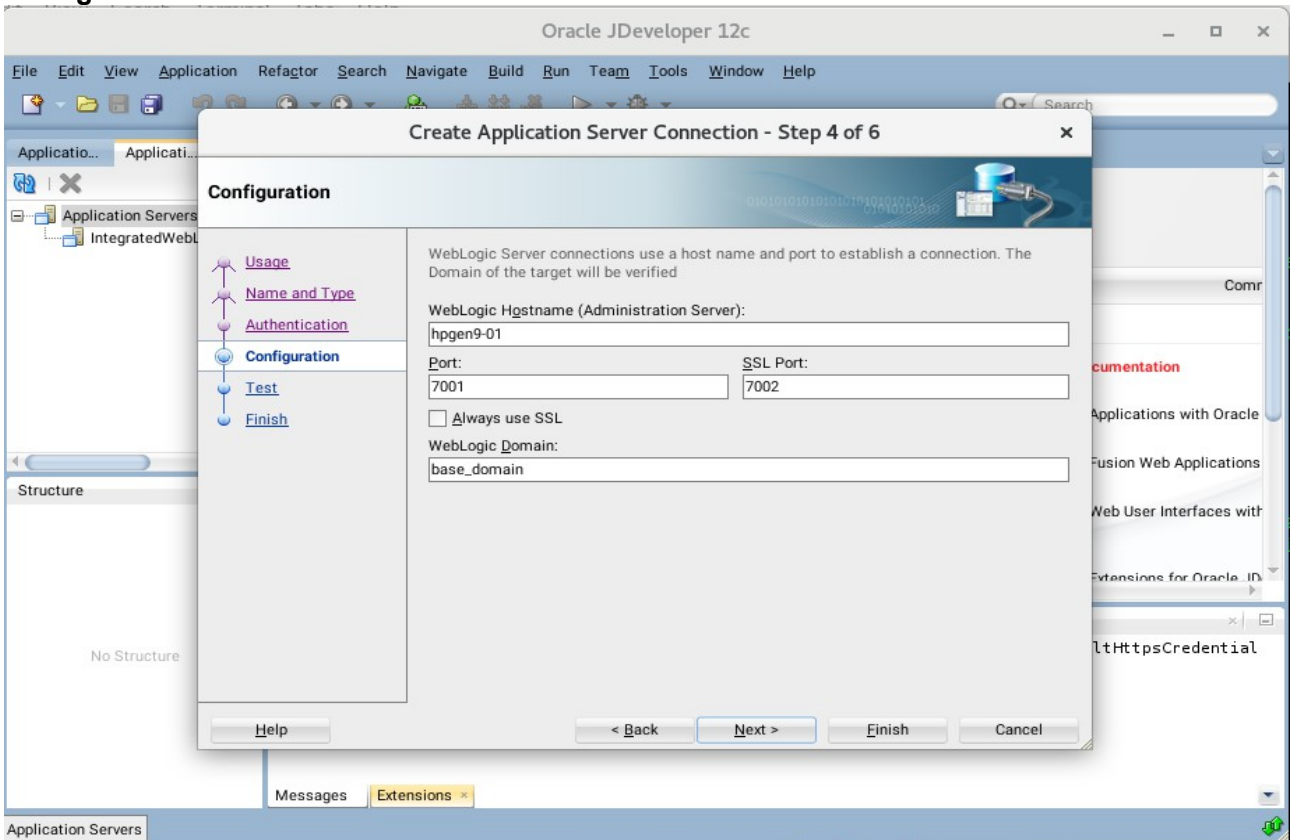 Oracle JDeveloper 12c
File Edit View Application Refactor Search Navigate Build Run Team Tools Window Help
Search
Create Application Server Connection - Step 4 of 6
Applicatio... Applicati...
Configuration
Application Servers
IntegratedWebL
Usage
Name and Type
Authentication
Configuration
Test
Finish
WebLogic Server connections use a host name and port to establish a connection. The
Domain of the target will be verified
WebLogic Hostname (Administration Server):
hpgen9-01
Port: SSL Port:
7001 7002
Always use SSL
WebLogic Domain:
base_domain
Comr
cumentation
Applications with Oracle
Fusion Web Applications
Web User Interfaces with
Extensions for Oracle JD
Structure
No Structure
ltHttpsCredential
Help < Back Next > Finish Cancel
Messages Extensions
Application Servers